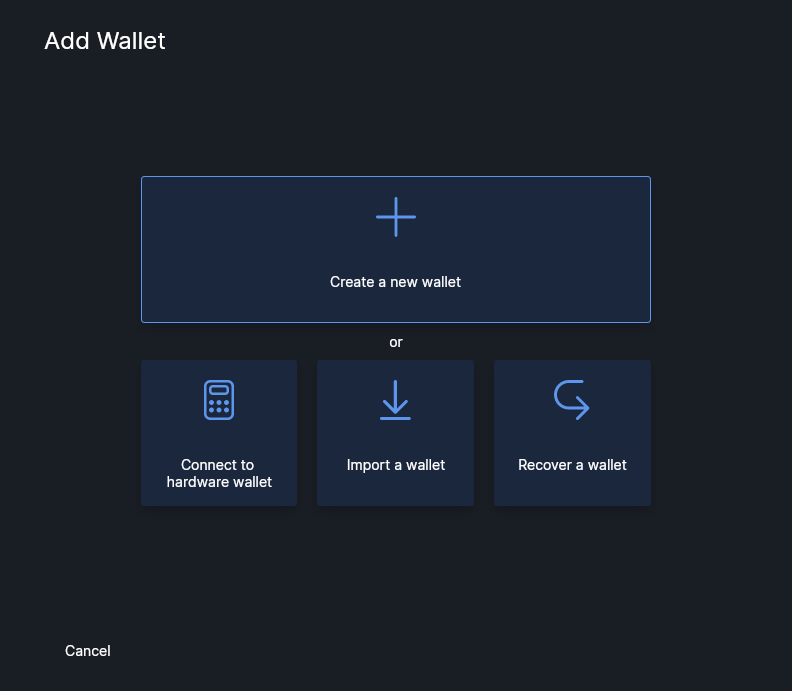 Add Wallet
Create a new wallet
or
Connect to
hardware wallet
Import a wallet
Recover a wallet
Cancel